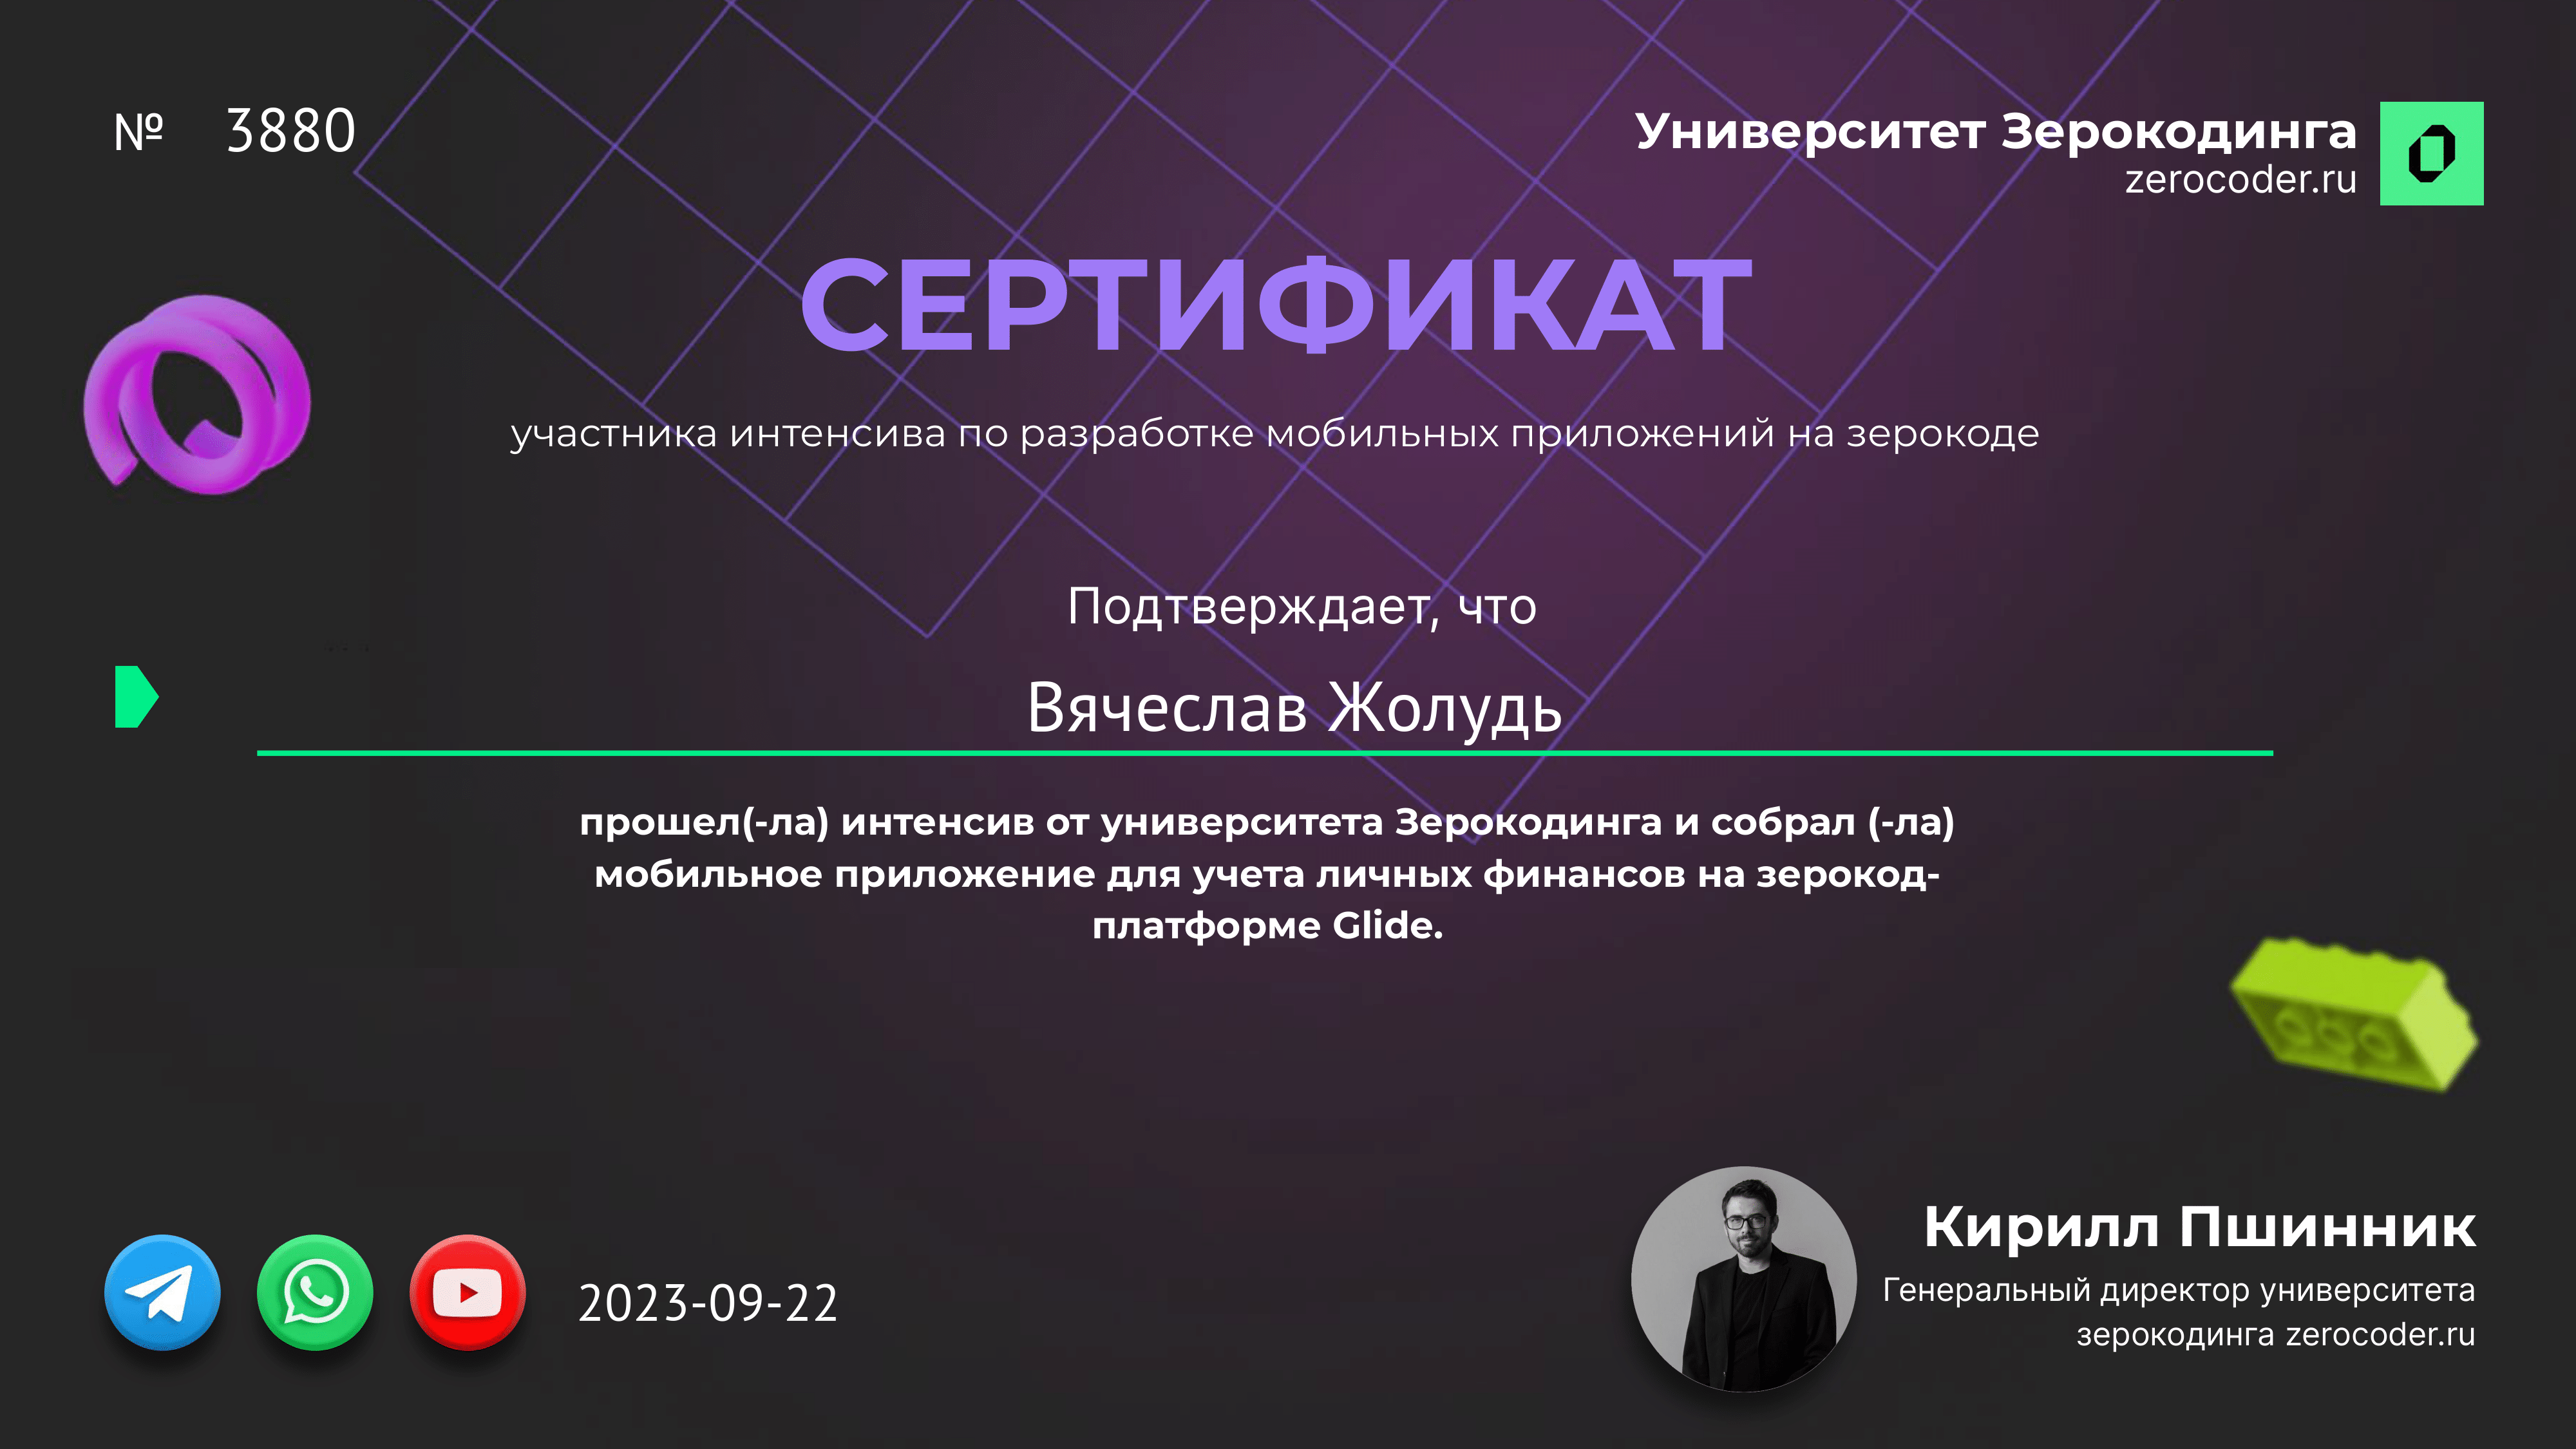 № 3880
Университет Зерокодинга
zerocoder.ru
СЕРТИФИКАТ
участника интенсива по разработке мобильных приложений на зерокоде
Подтверждает, что
Вячеслав Жолудь
прошел(-ла) интенсив от университета Зерокодинга и собрал (-ла)
мобильное приложение для учета личных финансов на зерокод-
платформе Glide.
2023-09-22
Кирилл Пшинник
Генеральный директор университета
зерокодинга zerocoder.ru